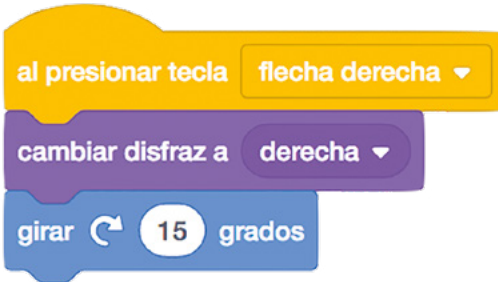 al presionar tecla flecha derecha
cambiar disfraz a derecha
girar 15 grados